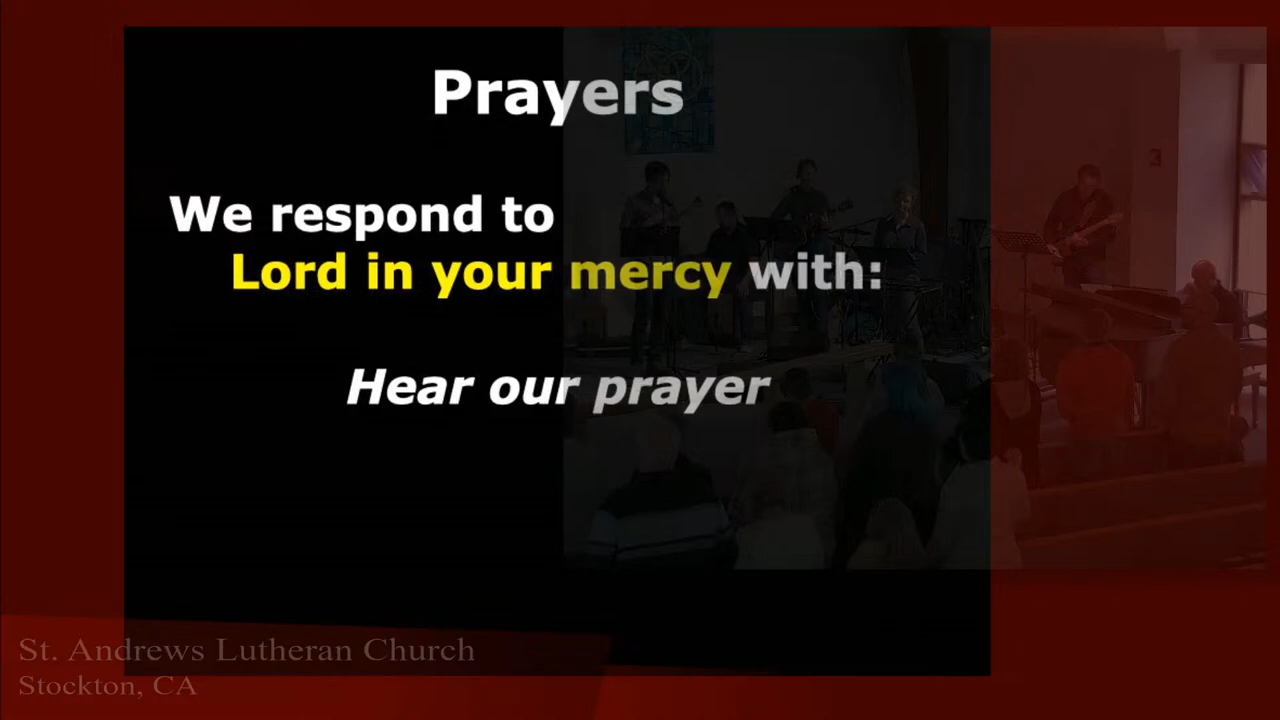 Prayers
We respond to
Lord in your mercy with:
Hear our prayer
St. Andrews Lutheran Church
Stockton, CA